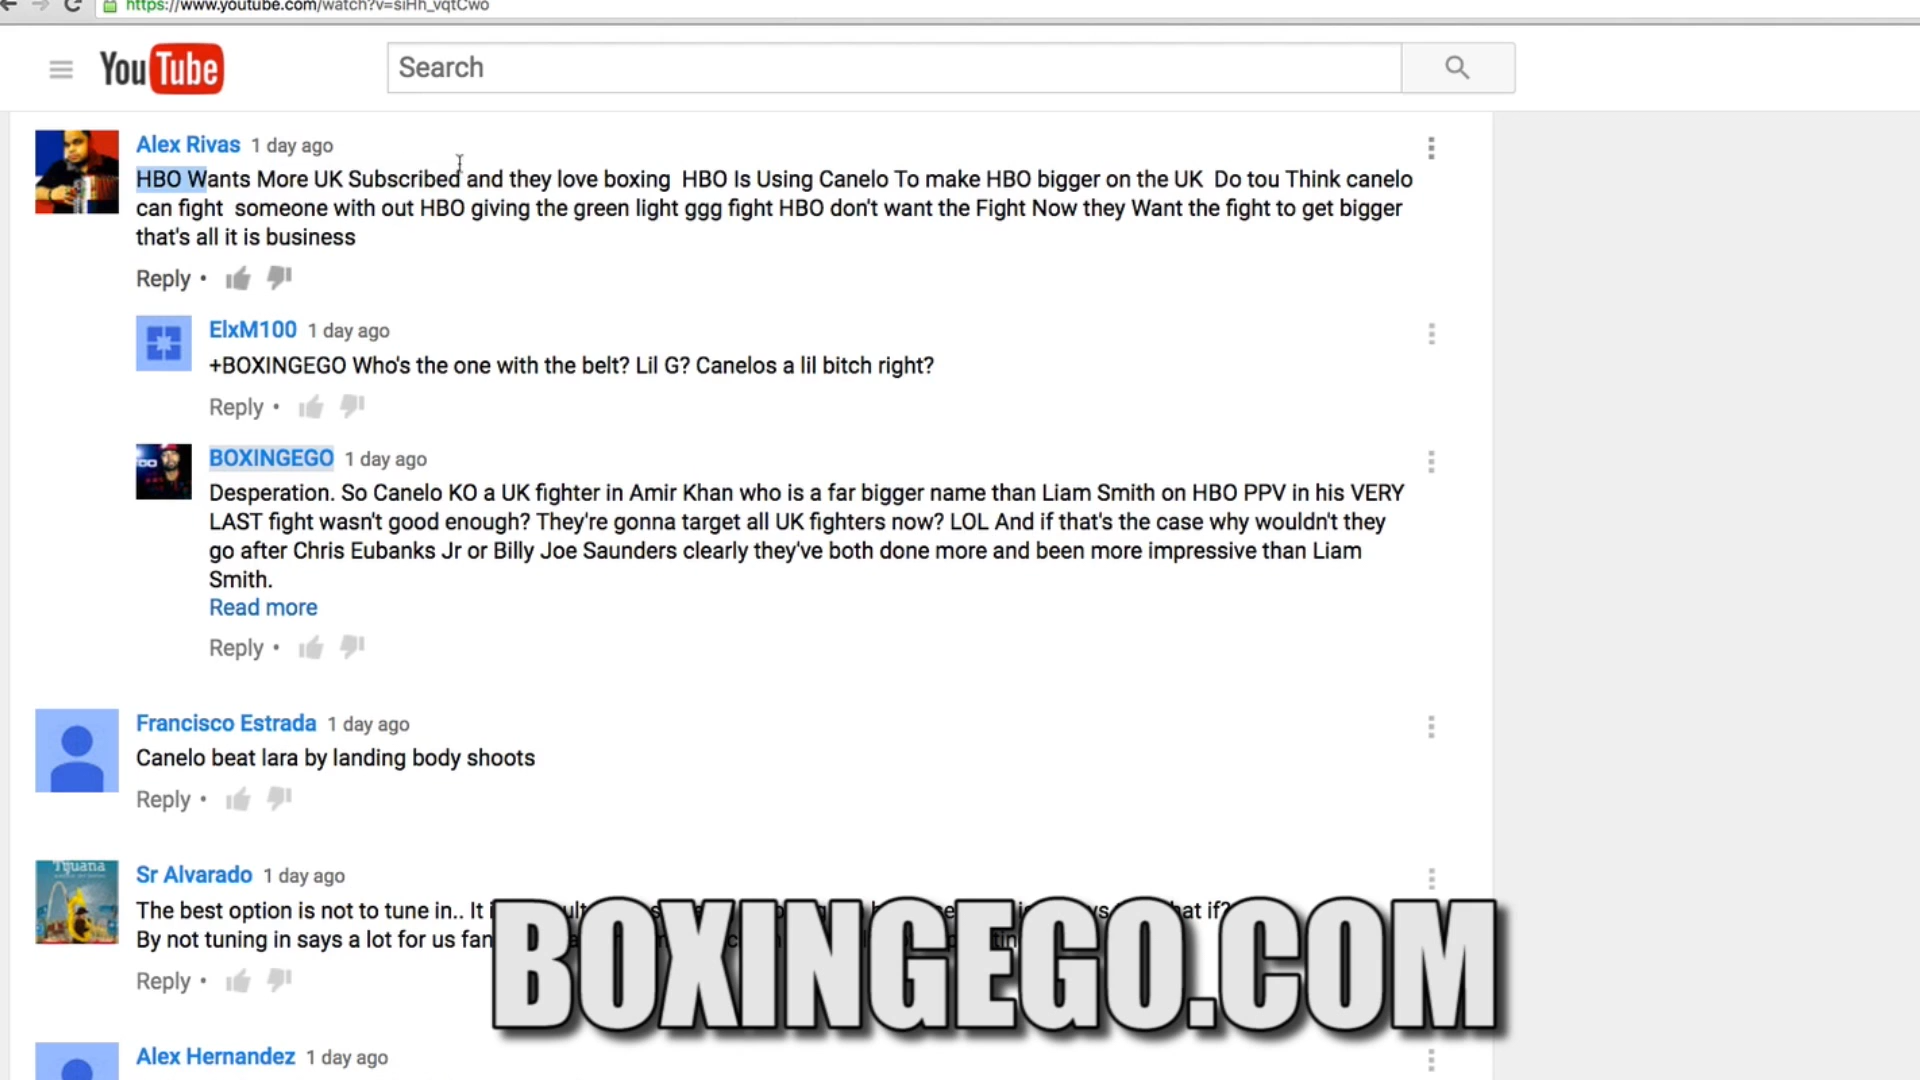 https://www.youtube.com/watch?v=siHh_vqtCwo
YouTube
Search
Alex Rivas 1 day ago
HBO Wants More UK Subscribed and they love boxing  HBO Is Using Canelo To make HBO bigger on the UK  Do tou Think canelo
can fight  someone with out HBO giving the green light ggg fight HBO don't want the Fight Now they Want the fight to get bigger
that's all it is business
Reply •
ElxM100 1 day ago
+BOXINGEGO Who's the one with the belt? Lil G? Canelos a lil bitch right?
Reply •
BOXINGEGO 1 day ago
Desperation. So Canelo KO a UK fighter in Amir Khan who is a far bigger name than Liam Smith on HBO PPV in his VERY
LAST fight wasn't good enough? They're gonna target all UK fighters now? LOL And if that's the case why wouldn't they
go after Chris Eubanks Jr or Billy Joe Saunders clearly they've both done more and been more impressive than Liam
Smith.
Read more
Reply •
Francisco Estrada 1 day ago
Canelo beat lara by landing body shoots
Reply •
Tijuana
Sr Alvarado 1 day ago
The best option is not to tune in.. It
By not tuning in says a lot for us
Reply •
BOXINGEGO.COM
Alex Hernandez 1 day ago